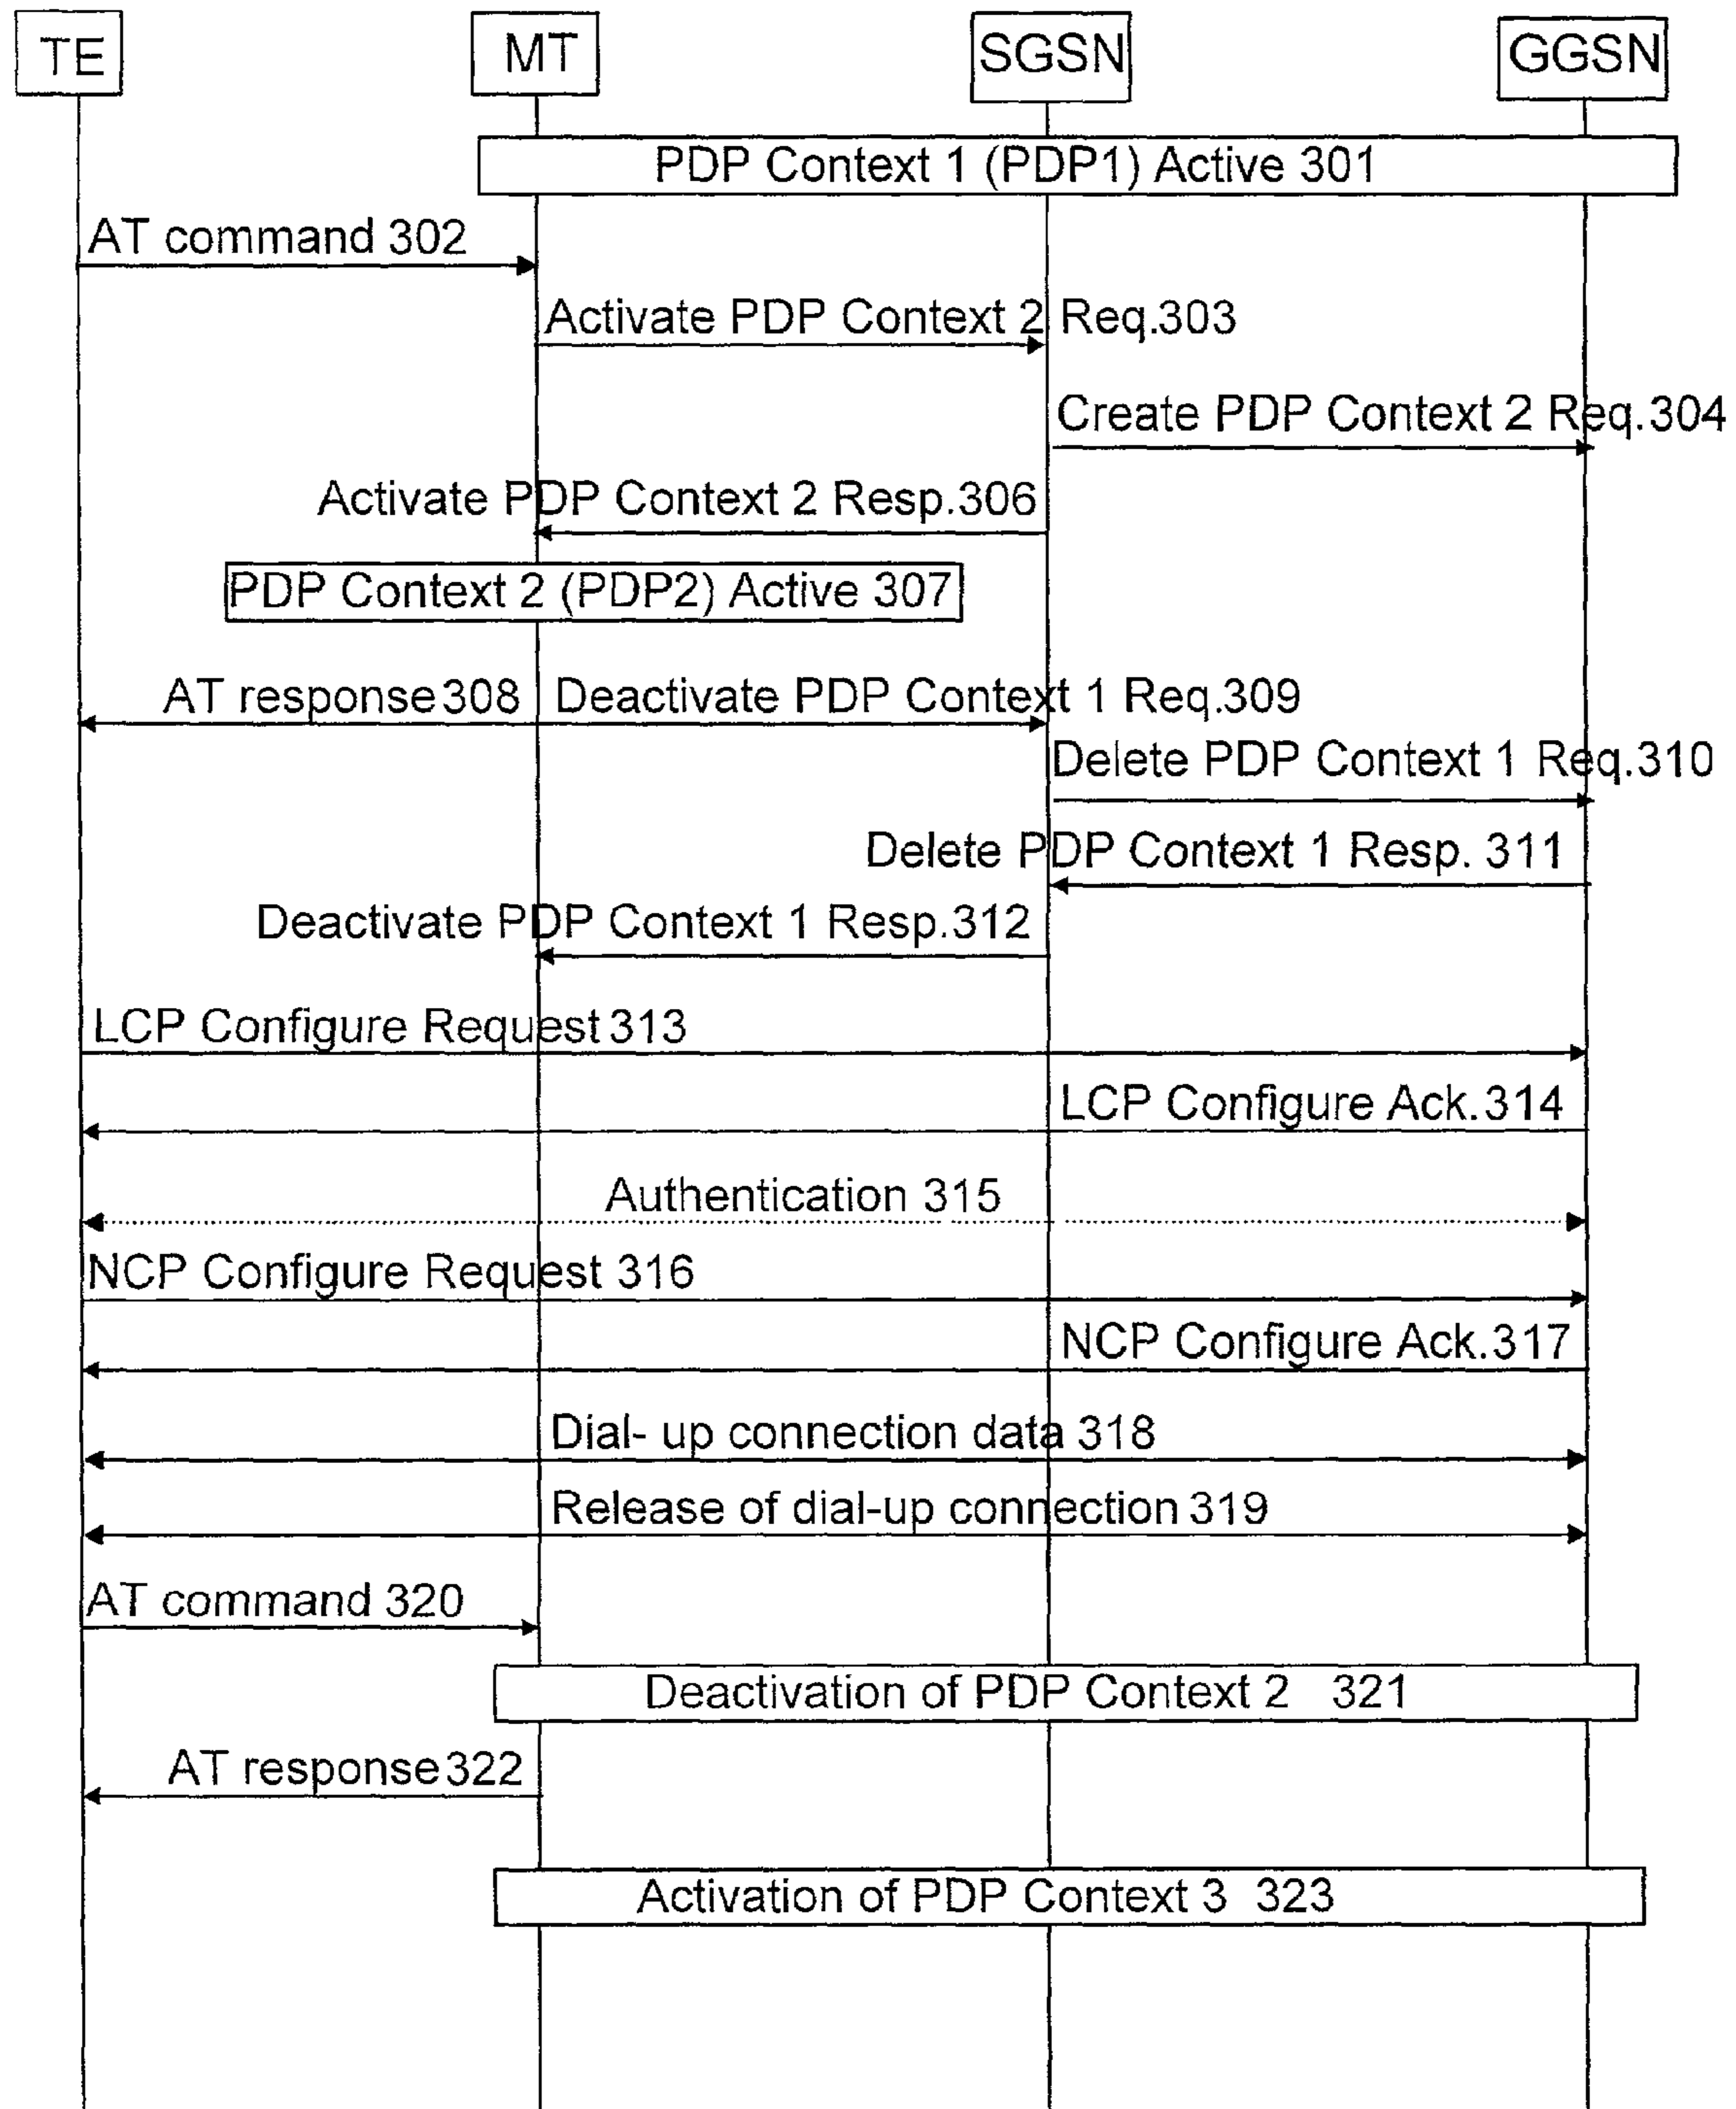 TE MT SGSN GGSN
PDP Context 1 (PDP1) Active 301
AT command 302
Activate PDP Context 2 Req.303
Create PDP Context 2 Req.304
Activate PDP Context 2 Resp.306
PDP Context 2 (PDP2) Active 307
AT response 308 Deactivate PDP Context 1 Req.309
Delete PDP Context 1 Req.310
Delete PDP Context 1 Resp. 311
Deactivate PDP Context 1 Resp.312
LCP Configure Request 313
LCP Configure Ack.314
Authentication 315
NCP Configure Request 316
NCP Configure Ack.317
Dial- up connection data 318
Release of dial-up connection 319
AT command 320
Deactivation of PDP Context 2 321
AT response 322
Activation of PDP Context 3 323